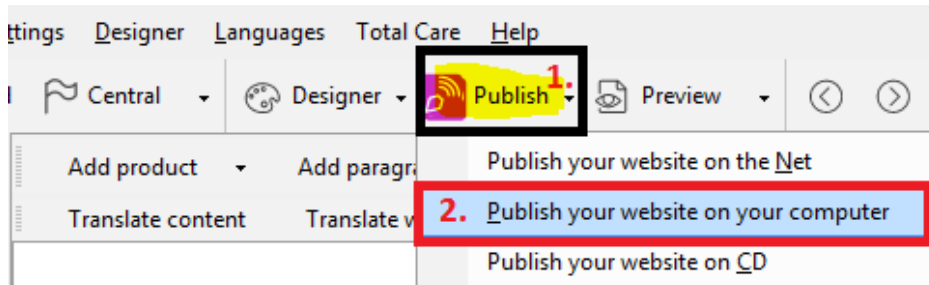 ttings Designer Languages Total Care Help
Central Designer Publish 1. Preview
Add product Add paragra
Publish your website on the Net
2. Publish your website on your computer
Translate content Translate w
Publish your website on CD